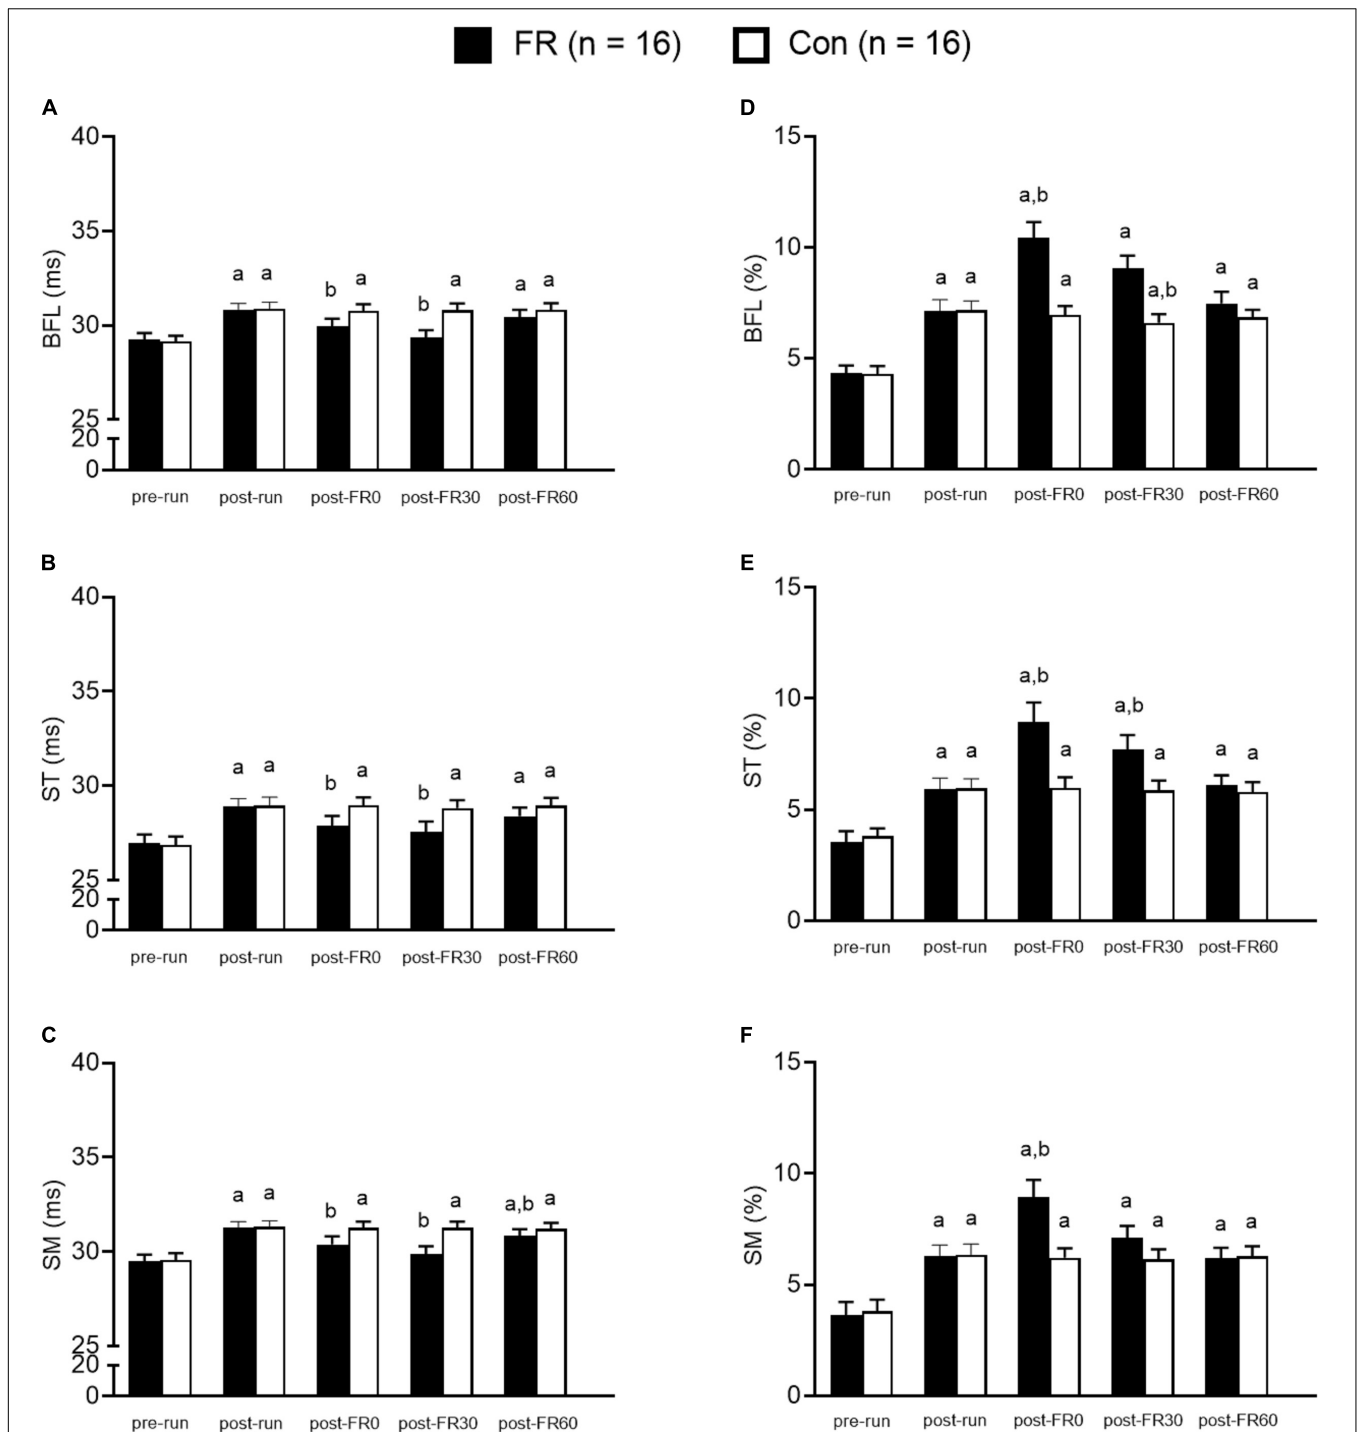 FR (n = 16) Con (n = 16)
A
40
35
30
25
20
0
BFL (ms)
a a b a b a a a
pre-run post-run post-FR0 post-FR30 post-FR60
D
15
10
5
0
BFL (%)
a a a,b a a a,b a a
pre-run post-run post-FR0 post-FR30 post-FR60
B
40
35
30
25
20
0
ST (ms)
a a b a b a a a
pre-run post-run post-FR0 post-FR30 post-FR60
E
15
10
5
0
ST (%)
a a a,b a a,b a a a
pre-run post-run post-FR0 post-FR30 post-FR60
C
40
35
30
25
20
0
SM (ms)
a a b a b a a,b a
pre-run post-run post-FR0 post-FR30 post-FR60
F
15
10
5
0
SM (%)
a a a,b a a a a a
pre-run post-run post-FR0 post-FR30 post-FR60